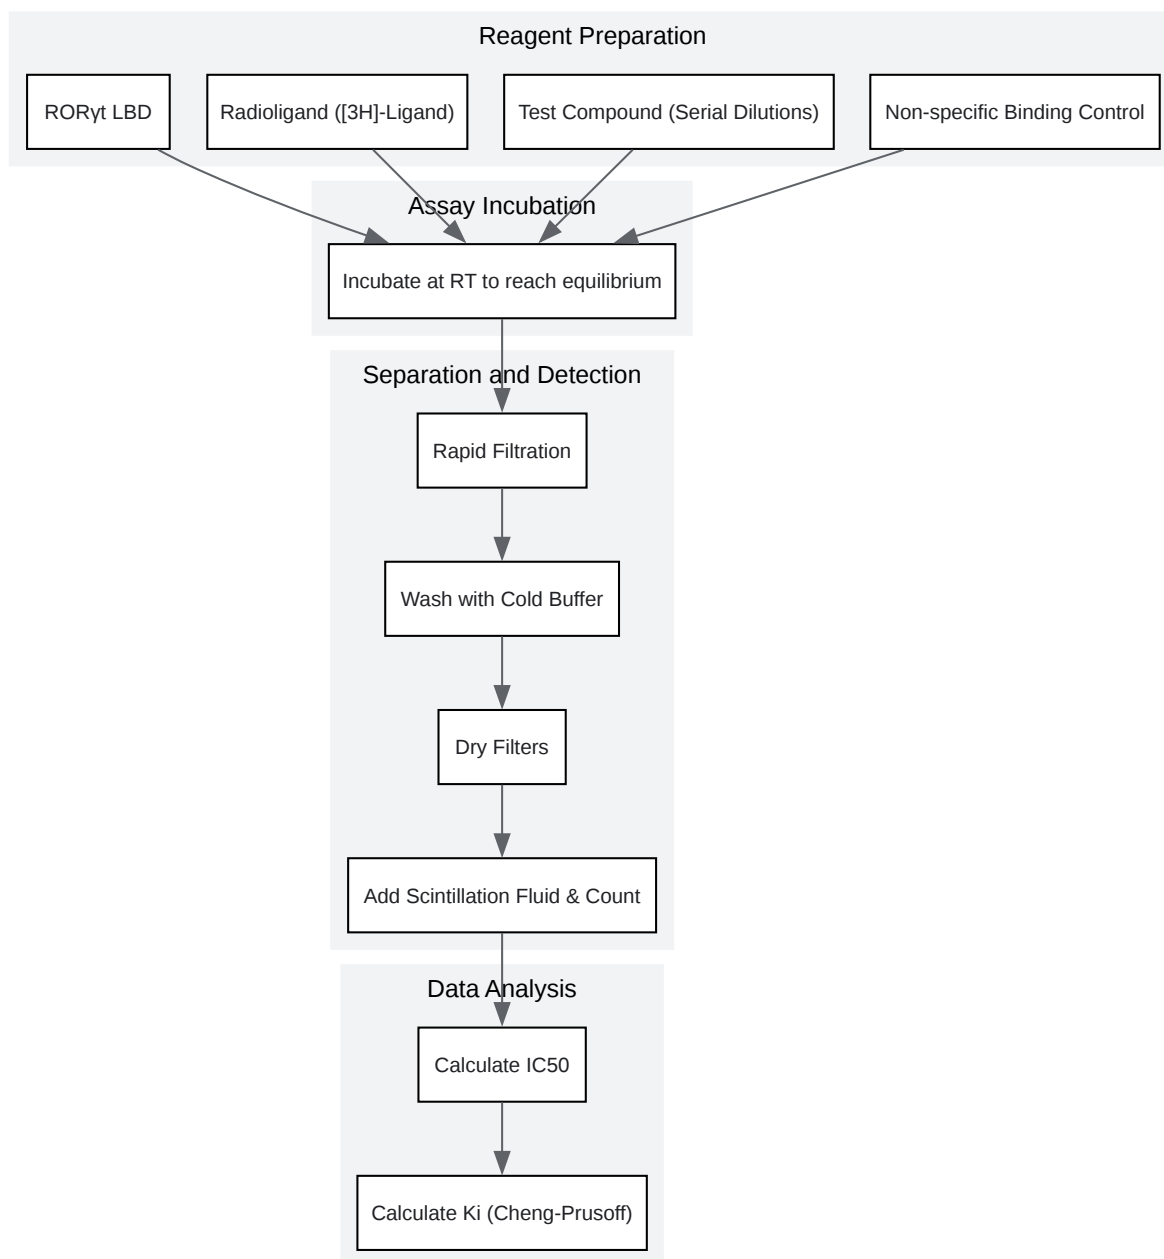 Reagent Preparation
RORγt LBD
Radioligand ([3H]-Ligand)
Test Compound (Serial Dilutions)
Non-specific Binding Control
Assay Incubation
Incubate at RT to reach equilibrium
Separation and Detection
Rapid Filtration
Wash with Cold Buffer
Dry Filters
Add Scintillation Fluid & Count
Data Analysis
Calculate IC50
Calculate Ki (Cheng-Prusoff)